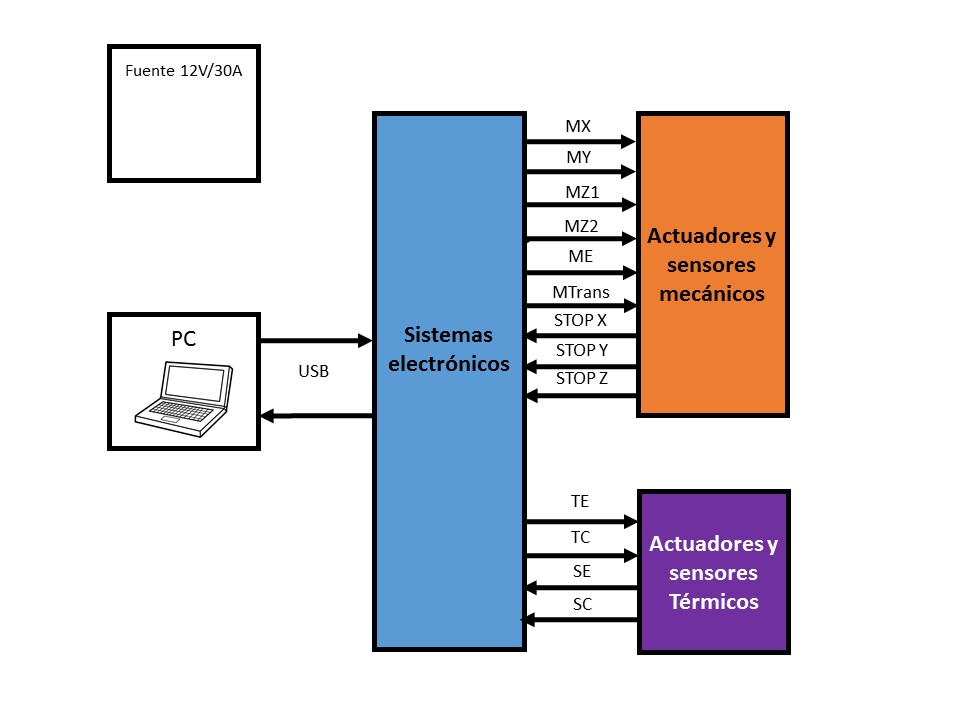 Fuente 12V/30A
PC
USB
Sistemas
electrónicos
MX
MY
MZ1
MZ2
ME
MTrans
STOP X
STOP Y
STOP Z
Actuadores y
sensores
mecánicos
TE
TC
SE
SC
Actuadores y
sensores
Térmicos